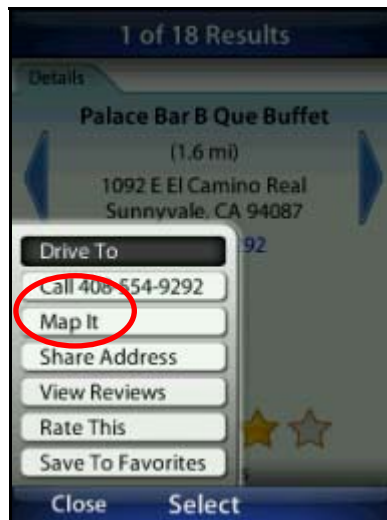 1 of 18 Results
Details
Palace Bar B Que Buffet
(1.6 mi)
1092 E El Camino Real
Sunnyvale, CA 94087
92
Drive To
Call 408-554-9292
Map It
Share Address
View Reviews
Rate This
Save To Favorites
Close Select